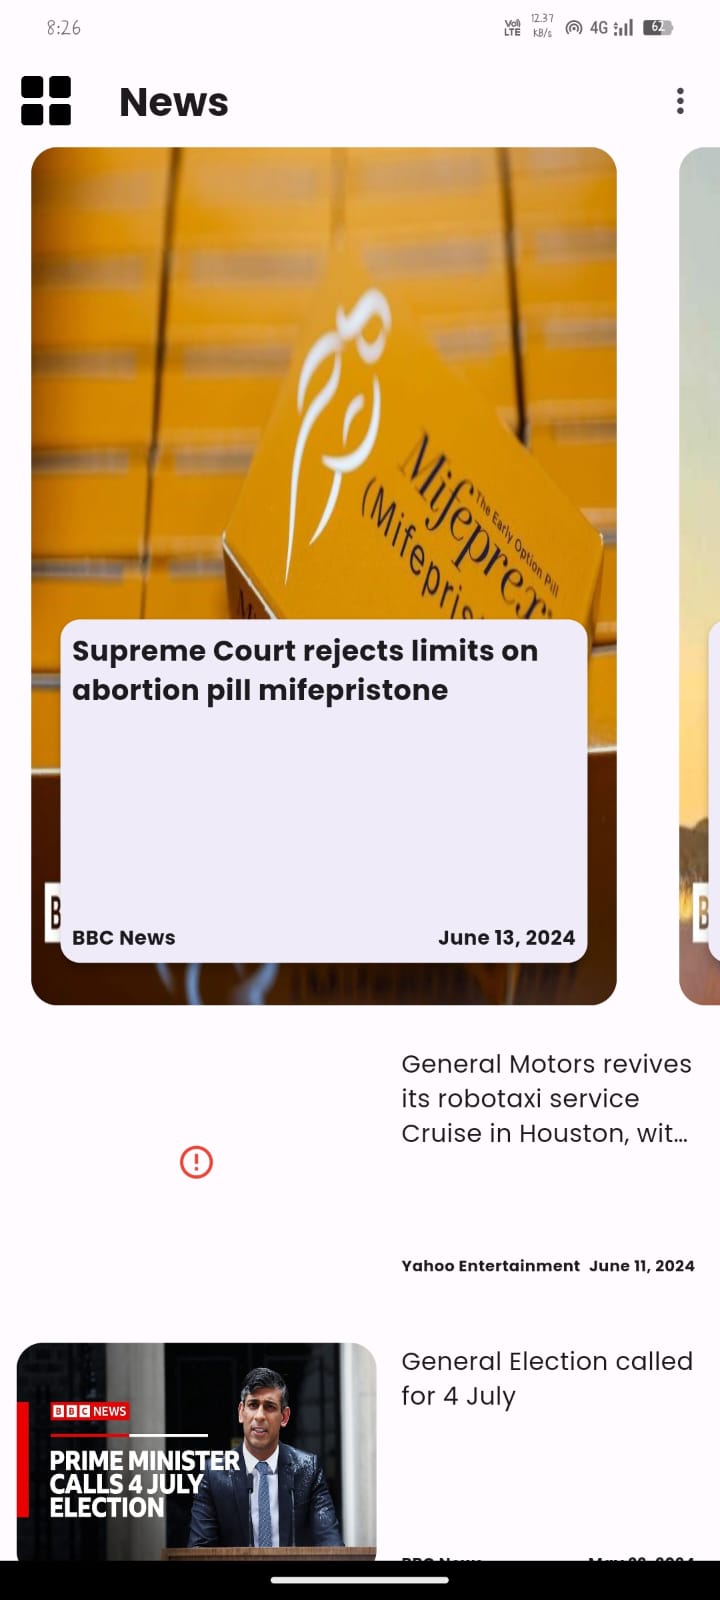 8:26
Vo))
LTE
12.37
KB/s
4G
62
News
Mifeprex
The Early Option Pill
(Mifepris
Supreme Court rejects limits on
abortion pill mifepristone
B
B
BBC News
June 13, 2024
General Motors revives
its robotaxi service
Cruise in Houston, wit...
Yahoo Entertainment June 11, 2024
BBC NEWS
PRIME MINISTER
CALLS 4 JULY
ELECTION
General Election called
for 4 July